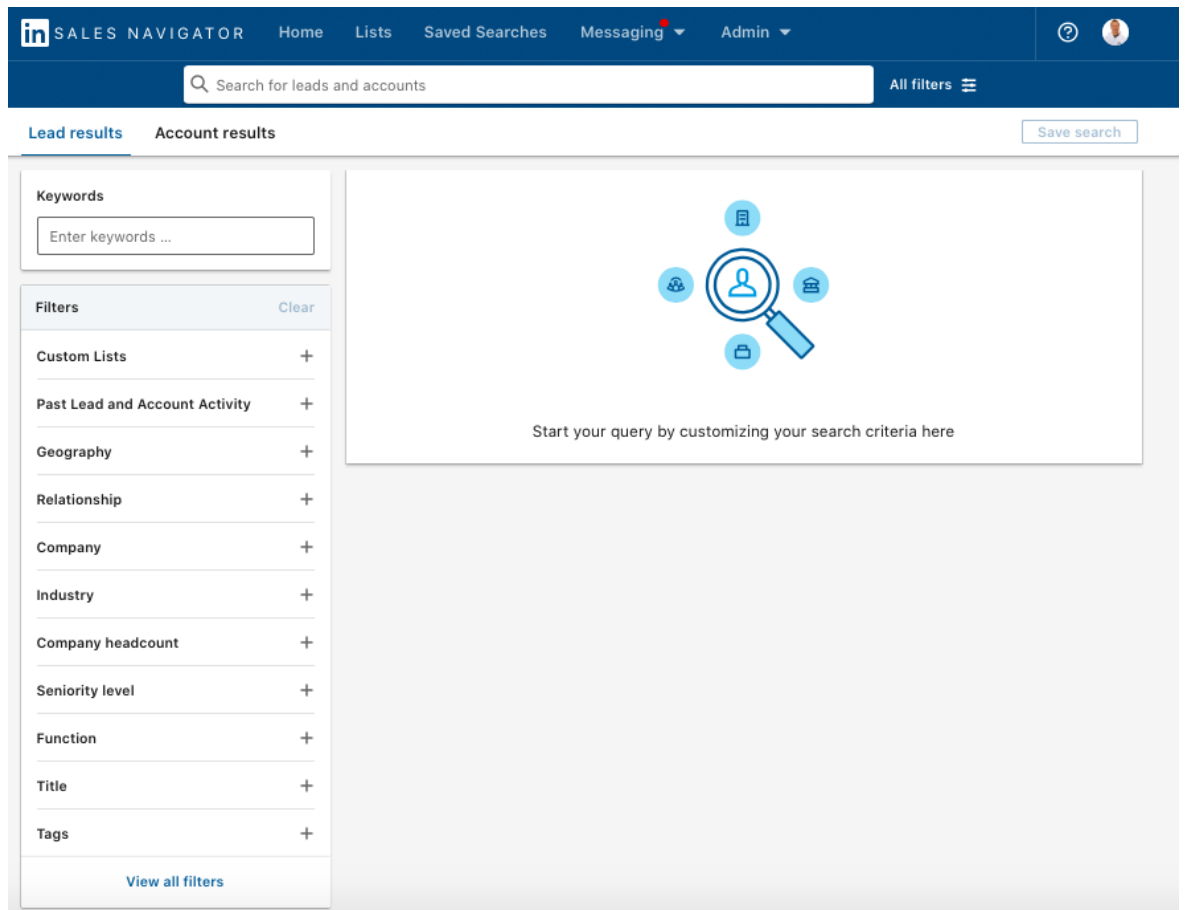 in SALES NAVIGATOR Home Lists Saved Searches Messaging Admin ?
Search for leads and accounts All filters
Lead results Account results Save search
Keywords
Enter keywords ...
Filters Clear
Custom Lists +
Past Lead and Account Activity +
Geography +
Relationship +
Company +
Industry +
Company headcount +
Seniority level +
Function +
Title +
Tags +
View all filters
Start your query by customizing your search criteria here